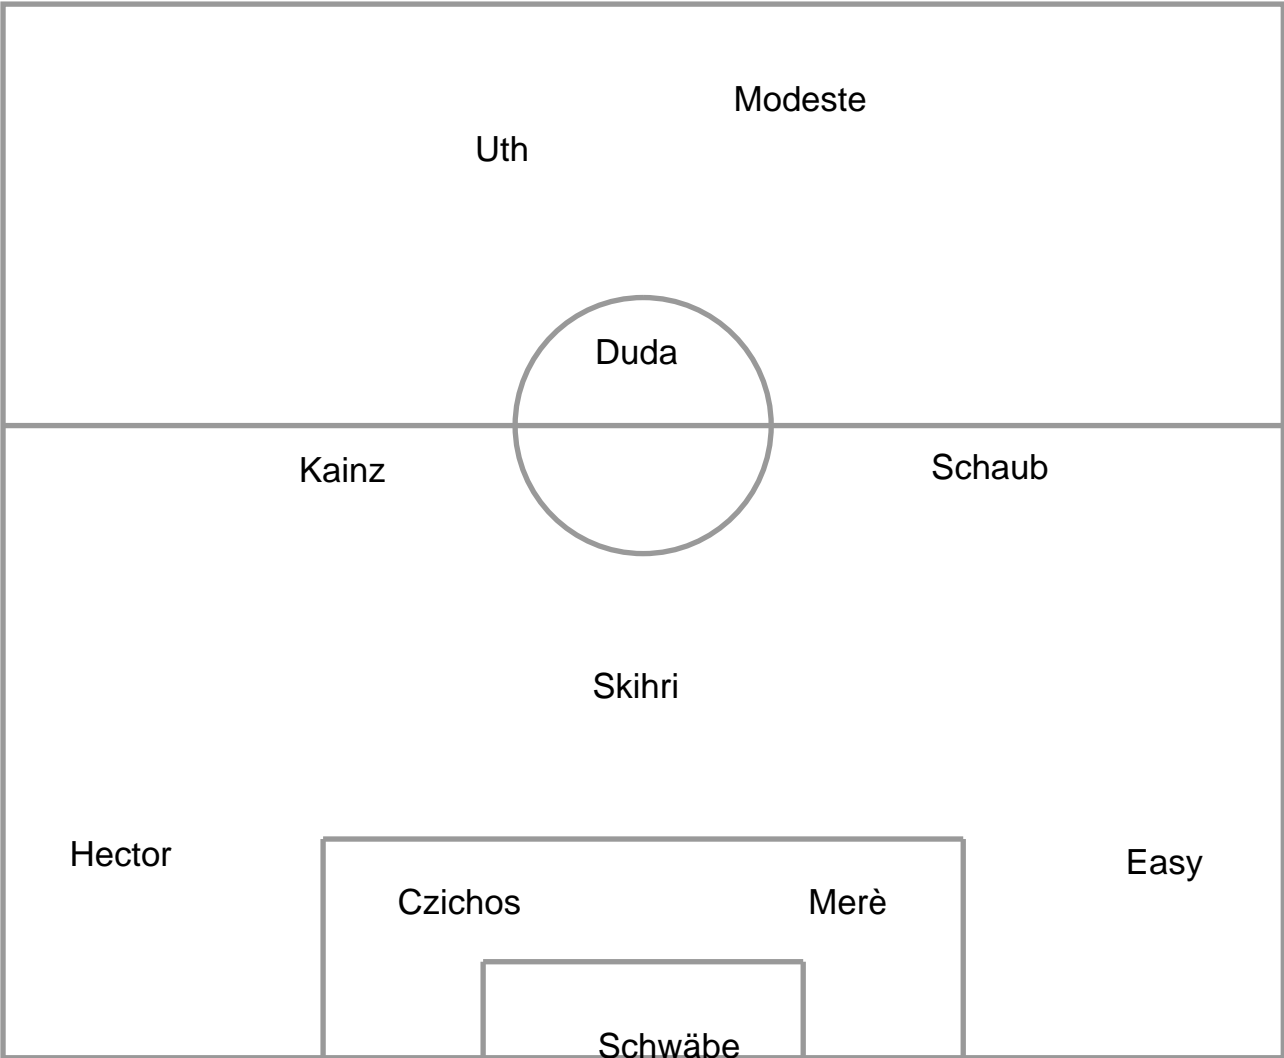 Modeste
Uth
Duda
Kainz
Schaub
Skihri
Hector
Easy
Czichos
Merè
Schwäbe